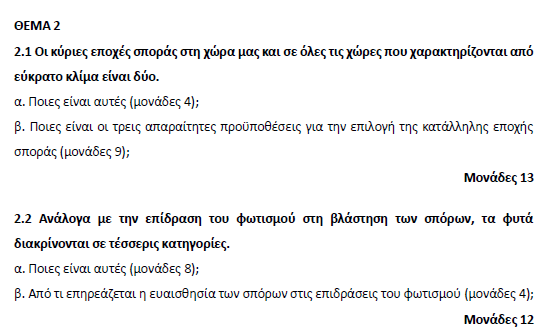 ΘΕΜΑ 2
2.1 Οι κύριες εποχές σποράς στη χώρα μας και σε όλες τις χώρες που χαρακτηρίζονται από
εύκρατο κλίμα είναι δύο.
α. Ποιες είναι αυτές (μονάδες 4);
β. Ποιες είναι οι τρεις απαραίτητες προϋποθέσεις για την επιλογή της κατάλληλης εποχής
σποράς (μονάδες 9);
Μονάδες 13
2.2 Ανάλογα με την επίδραση του φωτισμού στη βλάστηση των σπόρων, τα φυτά
διακρίνονται σε τέσσερις κατηγορίες.
α. Ποιες είναι αυτές (μονάδες 8);
β. Από τι επηρεάζεται η ευαισθησία των σπόρων στις επιδράσεις του φωτισμού (μονάδες 4);
Μονάδες 12